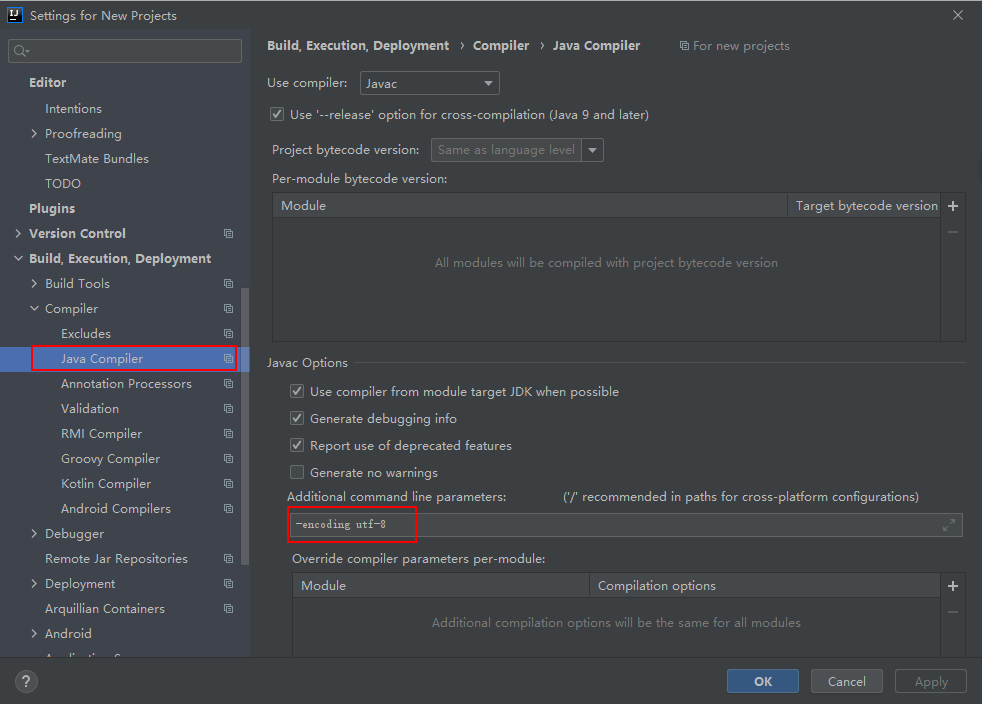 Settings for New Projects
Editor
Intentions
Proofreading
TextMate Bundles
TODO
Plugins
Version Control
Build, Execution, Deployment
Build Tools
Compiler
Excludes
Java Compiler
Annotation Processors
Validation
RMI Compiler
Groovy Compiler
Kotlin Compiler
Android Compilers
Debugger
Remote Jar Repositories
Deployment
Arquillian Containers
Android
Build, Execution, Deployment › Compiler › Java Compiler For new projects
Use compiler: Javac
Use '--release' option for cross-compilation (Java 9 and later)
Project bytecode version: Same as language level
Per-module bytecode version:
Module Target bytecode version
All modules will be compiled with project bytecode version
Javac Options
Use compiler from module target JDK when possible
Generate debugging info
Report use of deprecated features
Generate no warnings
Additional command line parameters: ('/' recommended in paths for cross-platform configurations)
-encoding utf-8
Override compiler parameters per-module:
Module Compilation options
Additional compilation options will be the same for all modules
? OK Cancel Apply